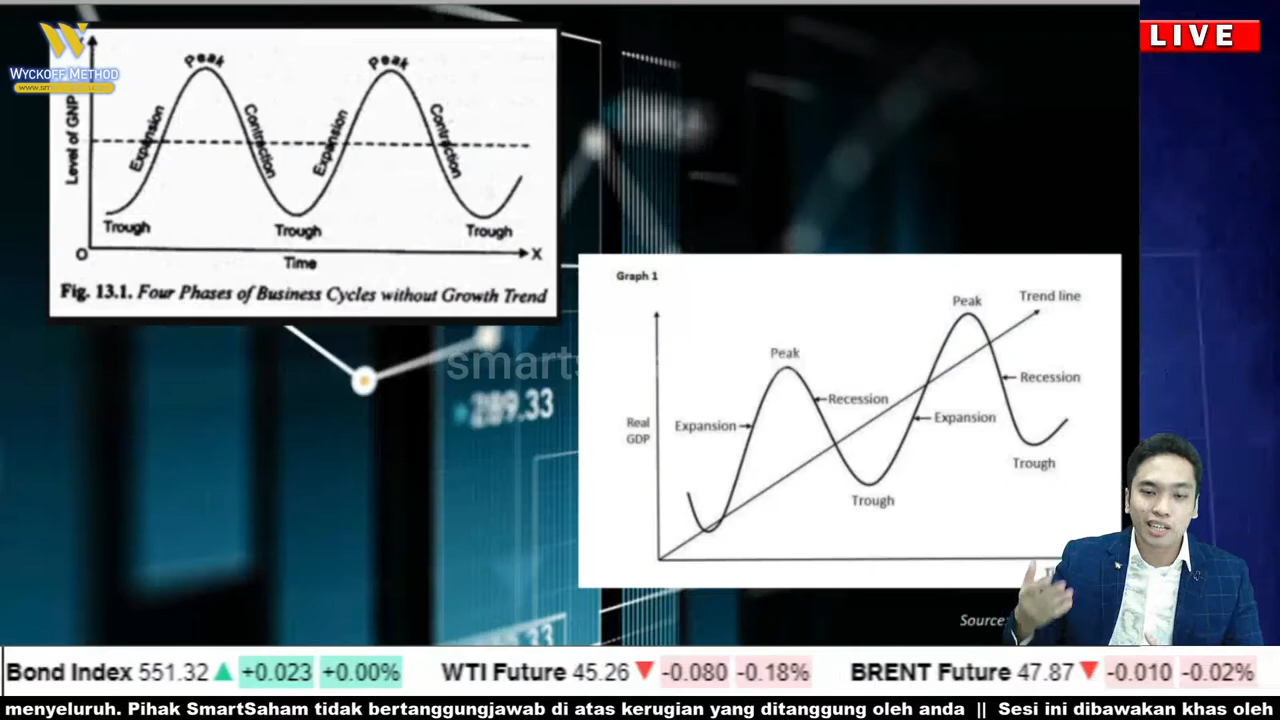 WYCKOFF METHOD
LIVE
Level of GNP
Peak
Peak
Expansion
Contraction
Expansion
Contraction
Trough
Trough
Trough
O
X
Time
Fig. 13.1. Four Phases of Business Cycles without Growth Trend
Graph 1
Peak
Trend line
Peak
Recession
Recession
Expansion
Expansion
Real
GDP
Trough
Trough
smarts
289.33
Source:
Bond Index 551.32 ▲ +0.023 +0.00% WTI Future 45.26 ▼ -0.080 -0.18% BRENT Future 47.87 ▼ -0.010 -0.02%
menyeluruh. Pihak SmartSaham tidak bertanggungjawab di atas kerugian yang ditanggung oleh anda || Sesi ini dibawakan khas oleh